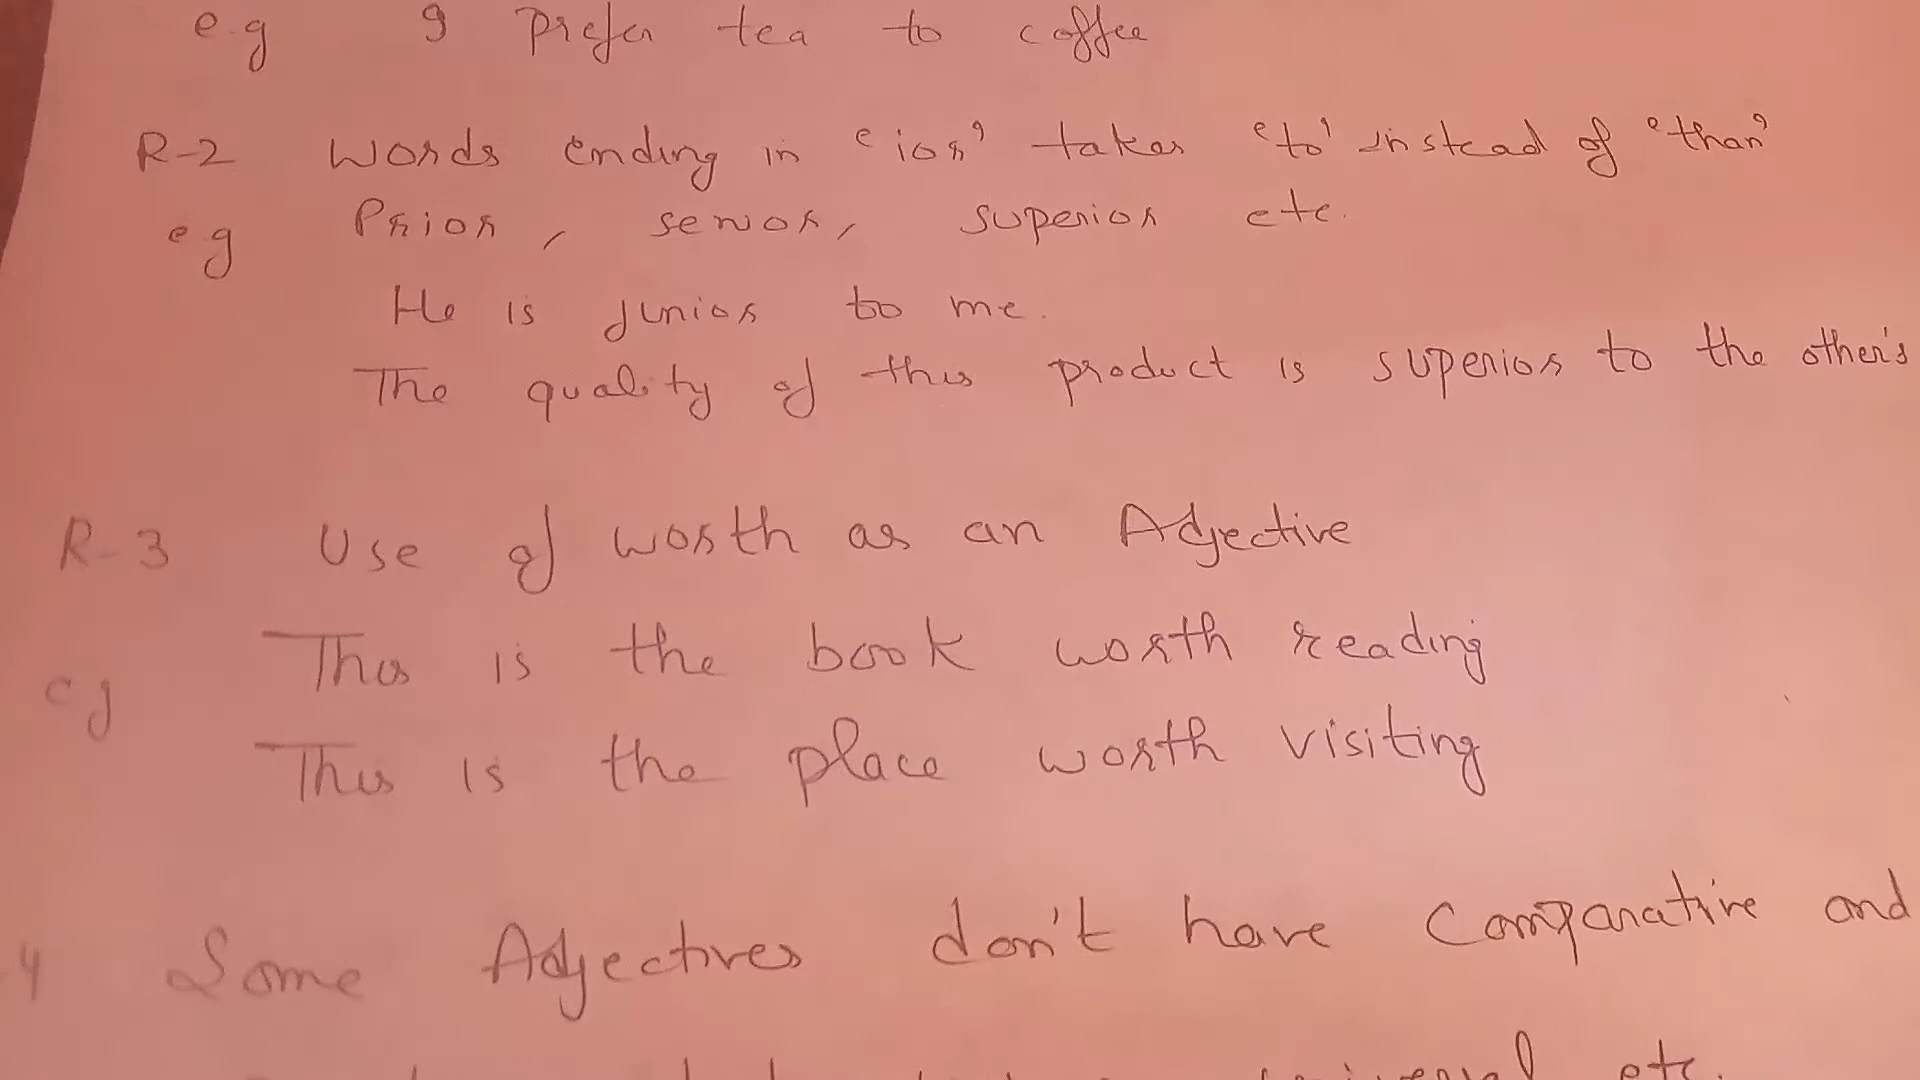 e.g I prefer tea to coffee
R-2 Words ending in 'ior' takes 'to' instead of 'than'
eg Prior, senior, superior etc.
He is junior to me.
The quality of this product is superior to the other's
R-3 Use of worth as an Adjective
This is the book worth reading
eg
This is the place worth visiting
4 Some Adjectives don't have Comparative and
etc.